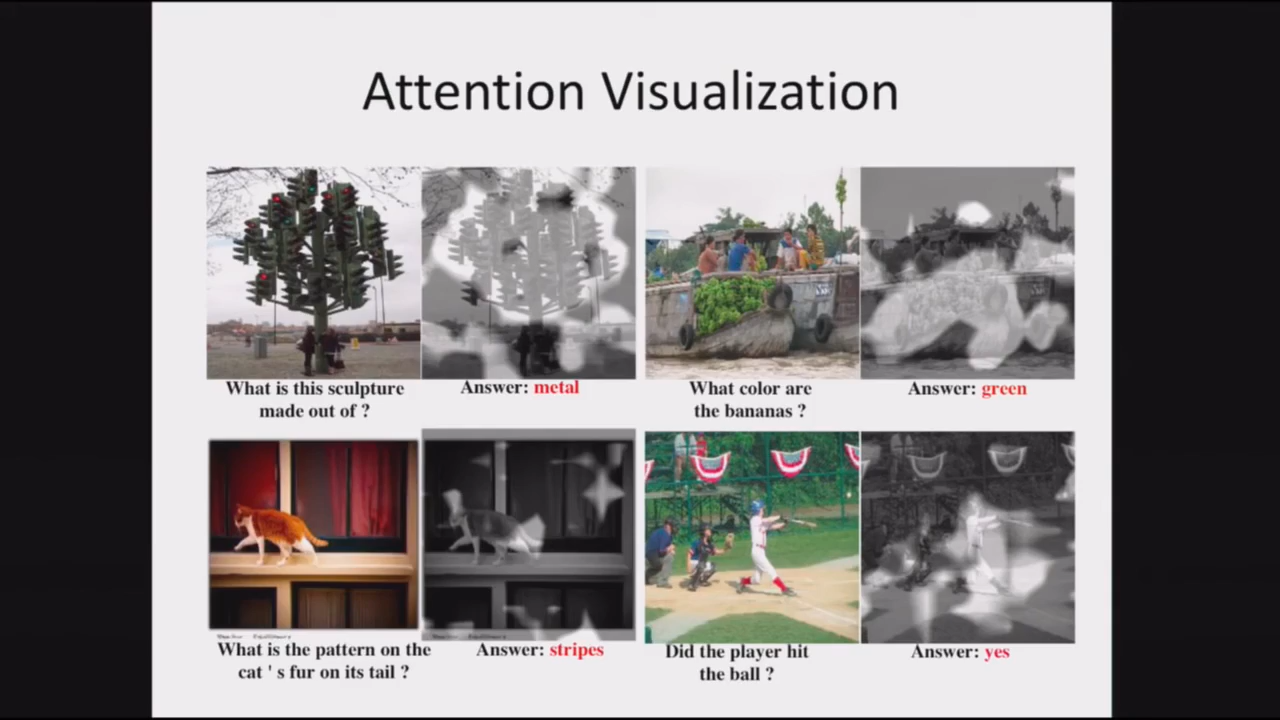 Attention Visualization
What is this sculpture
made out of ?
Answer: metal
What color are
the bananas ?
Answer: green
What is the pattern on the
cat ' s fur on its tail ?
Answer: stripes
Did the player hit
the ball ?
Answer: yes